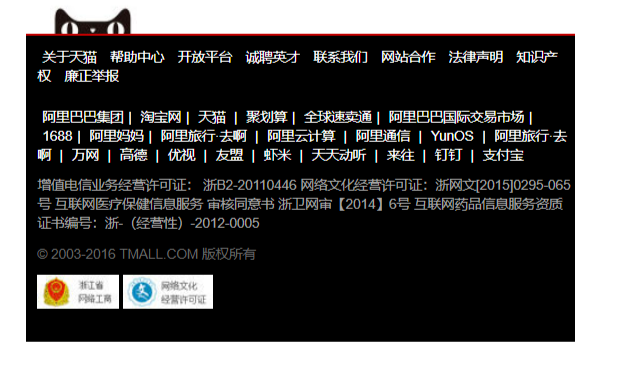 关于天猫 帮助中心 开放平台 诚聘英才 联系我们 网站合作 法律声明 知识产
权 廉正举报
阿里巴巴集团 | 淘宝网 | 天猫 | 聚划算 | 全球速卖通 | 阿里巴巴国际交易市场 |
1688 | 阿里妈妈 | 阿里旅行·去啊 | 阿里云计算 | 阿里通信 | YunOS | 阿里旅行·去
啊 | 万网 | 高德 | 优视 | 友盟 | 虾米 | 天天动听 | 来往 | 钉钉 | 支付宝
增值电信业务经营许可证： 浙B2-20110446 网络文化经营许可证：浙网文[2015]0295-065
号 互联网医疗保健信息服务 审核同意书 浙卫网审【2014】6号 互联网药品信息服务资质
证书编号：浙-（经营性）-2012-0005
© 2003-2016 TMALL.COM 版权所有
浙江省
网络工商
网络文化
经营许可证